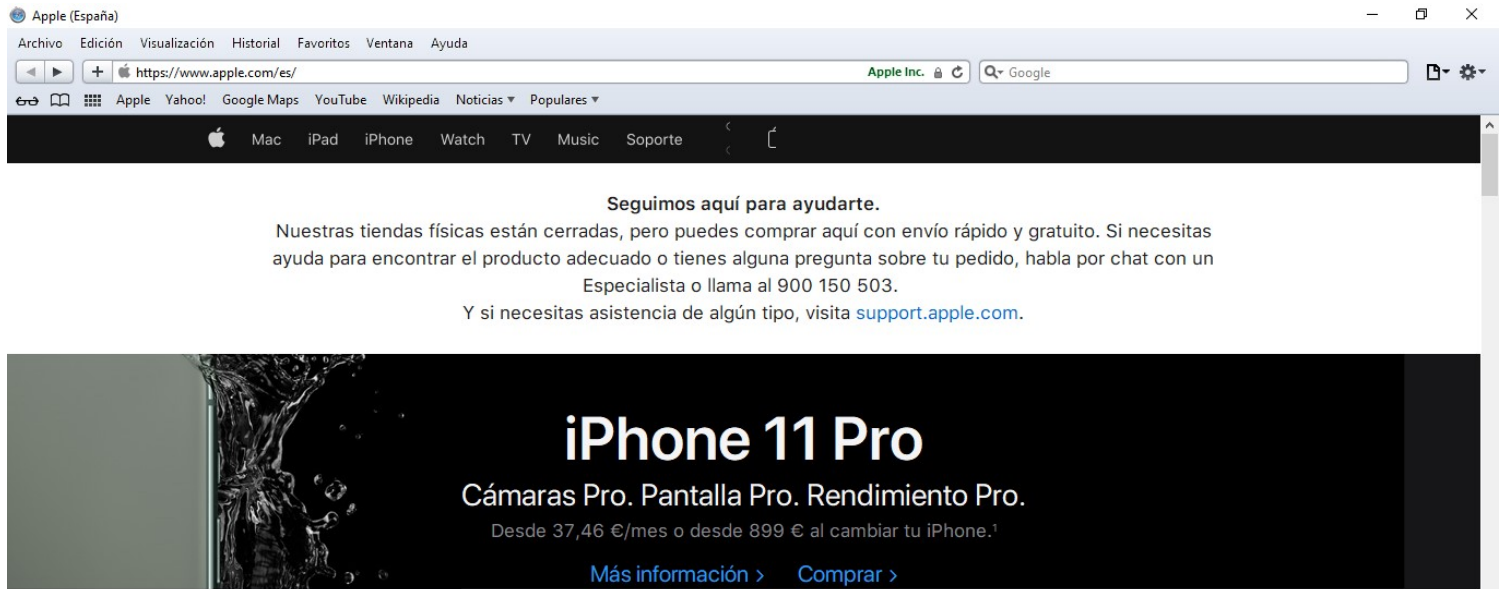 Apple (España)
Archivo Edición Visualización Historial Favoritos Ventana Ayuda
https://www.apple.com/es/ Apple Inc. Google
Apple Yahoo! Google Maps YouTube Wikipedia Noticias Populares
Mac iPad iPhone Watch TV Music Soporte
Seguimos aquí para ayudarte.
Nuestras tiendas físicas están cerradas, pero puedes comprar aquí con envío rápido y gratuito. Si necesitas
ayuda para encontrar el producto adecuado o tienes alguna pregunta sobre tu pedido, habla por chat con un
Especialista o llama al 900 150 503.
Y si necesitas asistencia de algún tipo, visita support.apple.com.
iPhone 11 Pro
Cámaras Pro. Pantalla Pro. Rendimiento Pro.
Desde 37,46 €/mes o desde 899 € al cambiar tu iPhone.¹
Más información > Comprar >